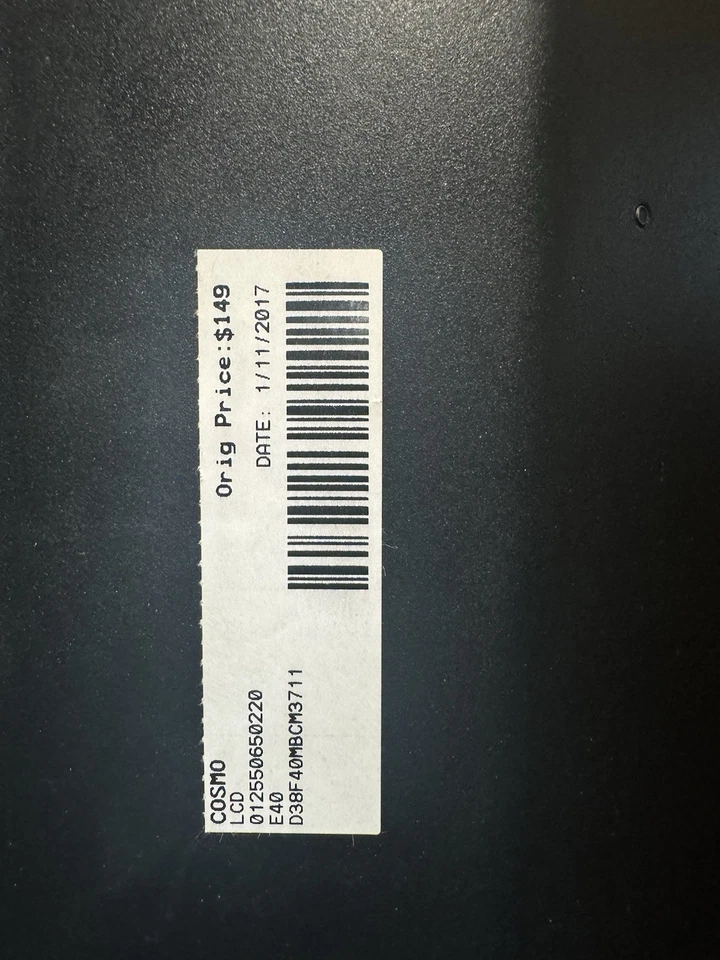 Orig Price:$149
DATE: 1/11/2017
COSMO
LCD
012550650220
E40
D38F40MBCM3711